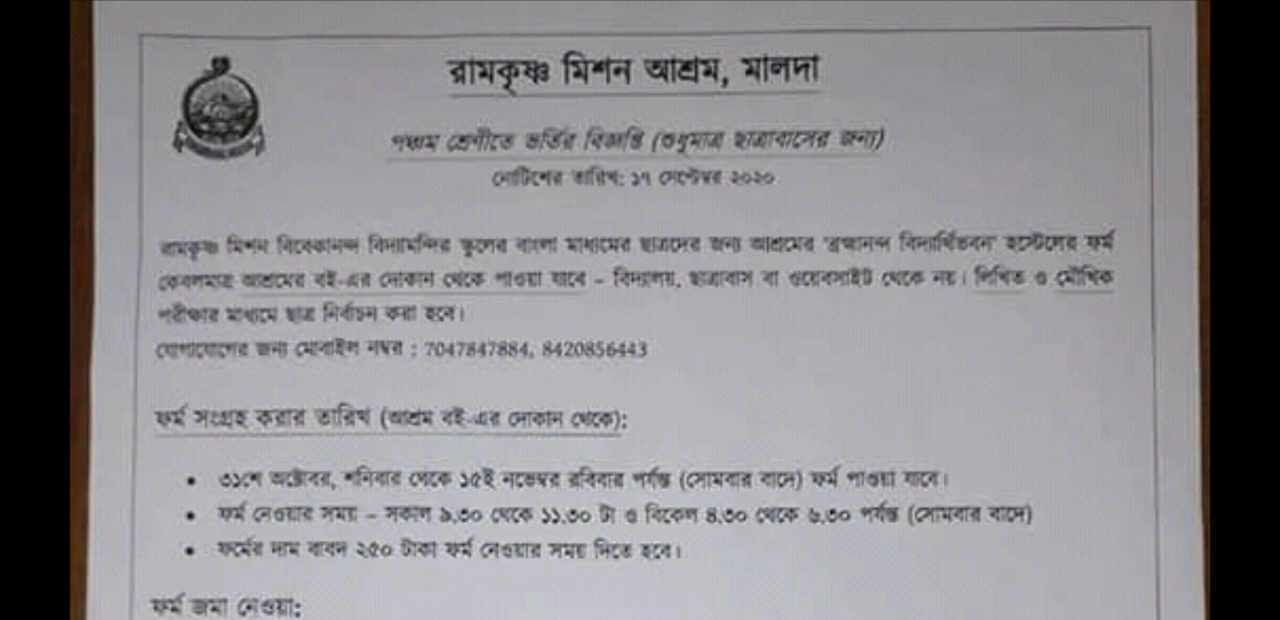 রামকৃষ্ণ মিশন আশ্রম, মালদা
পঞ্চম শ্রেণীতে ভর্তির বিজ্ঞপ্তি (শুধুমাত্র ছাত্রাবাসের জন্য)
নোটিশের তারিখ: ১৭ সেপ্টেম্বর ২০২০
রামকৃষ্ণ মিশন বিবেকানন্দ বিদ্যামন্দির স্কুলের বাংলা মাধ্যমের ছাত্রদের জন্য আশ্রমের 'ব্রহ্মানন্দ বিদ্যার্থিভবন' হস্টেলের ফর্ম
কেবলমাত্র আশ্রমের বই-এর দোকান থেকে পাওয়া যাবে – বিদ্যালয়, ছাত্রাবাস বা ওয়েবসাইট থেকে নয়। লিখিত ও মৌখিক
পরীক্ষার মাধ্যমে ছাত্র নির্বাচন করা হবে।
যোগাযোগের জন্য মোবাইল নম্বর : 7047847884, 8420856443
ফর্ম সংগ্রহ করার তারিখ (আশ্রম বই-এর দোকান থেকে):
• ৩১শে অক্টোবর, শনিবার থেকে ১৫ই নভেম্বর রবিবার পর্যন্ত (সোমবার বাদে) ফর্ম পাওয়া যাবে।
• ফর্ম নেওয়ার সময় – সকাল ৯.৩০ থেকে ১১.৩০ টা ও বিকেল ৪.৩০ থেকে ৬.৩০ পর্যন্ত (সোমবার বাদে)
• ফর্মের দাম বাবদ ২৫০ টাকা ফর্ম নেওয়ার সময় দিতে হবে।
ফর্ম জমা নেওয়া: